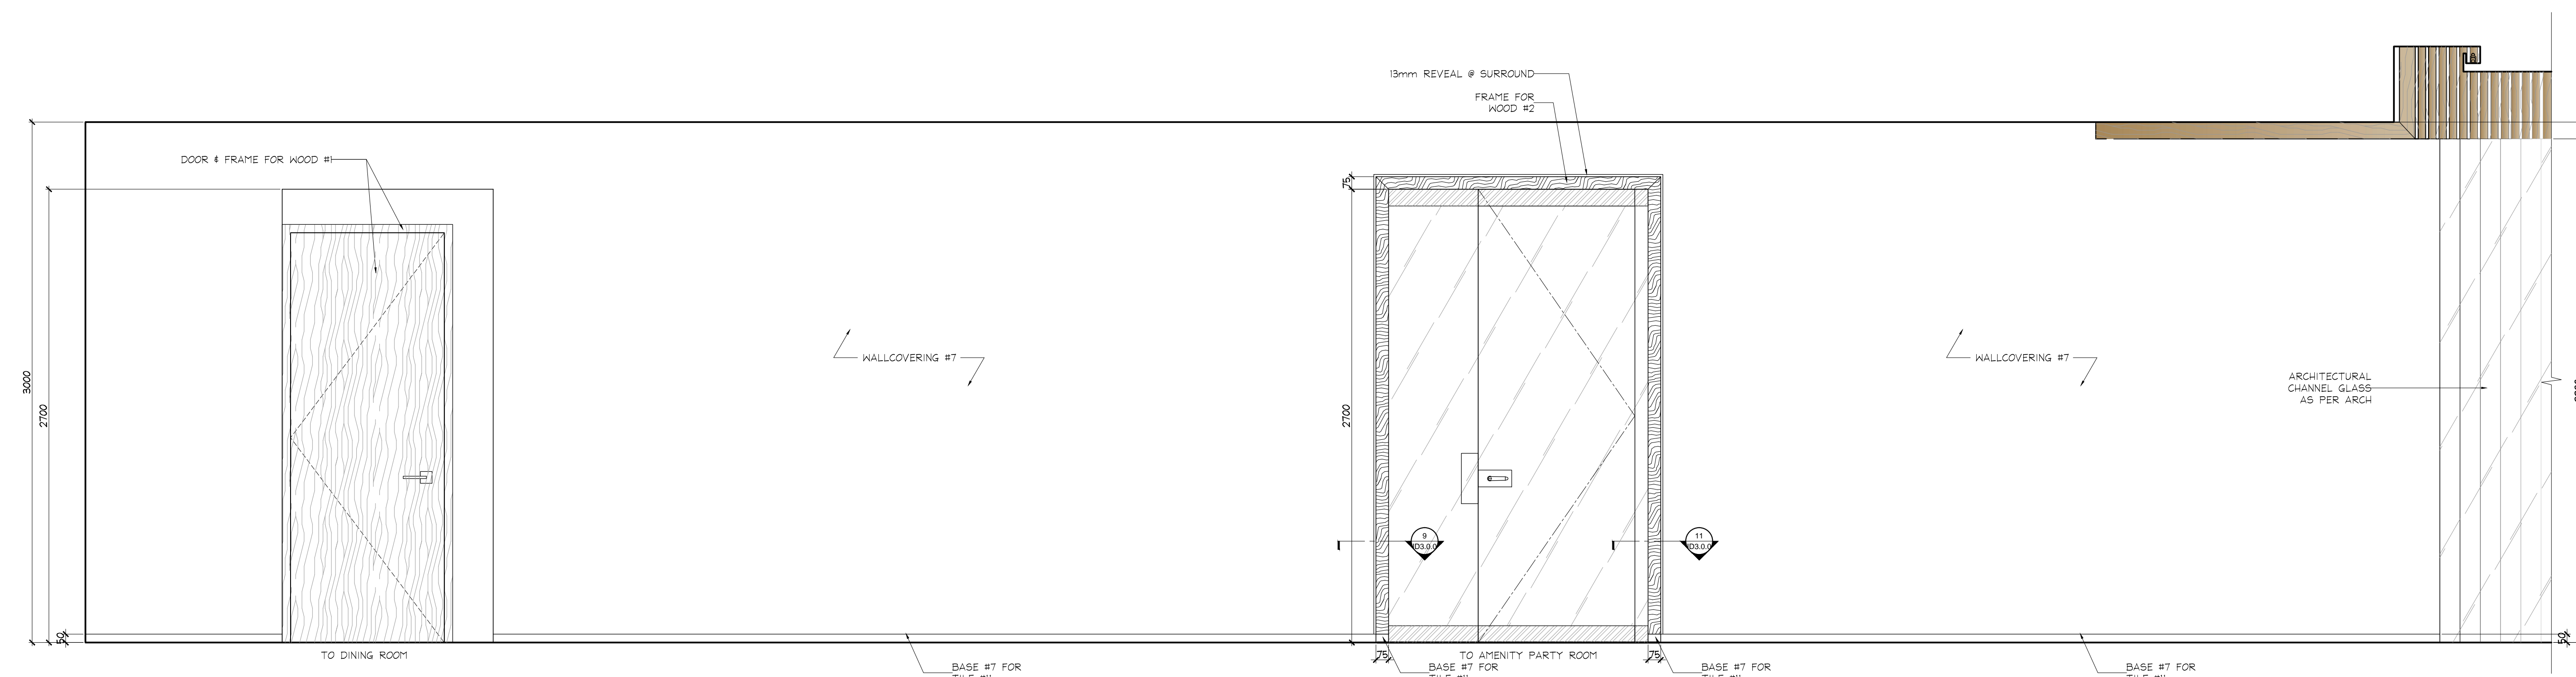 13mm REVEAL @ SURROUND
FRAME FOR
WOOD #2
DOOR & FRAME FOR WOOD #1
75
3000
2700
2700
WALLCOVERING #7
WALLCOVERING #7
ARCHITECTURAL
CHANNEL GLASS
AS PER ARCH
9
ID3.0.0
11
ID3.0.0
50
50
TO DINING ROOM
75
TO AMENITY PARTY ROOM
75
BASE #7 FOR
BASE #7 FOR
BASE #7 FOR
BASE #7 FOR